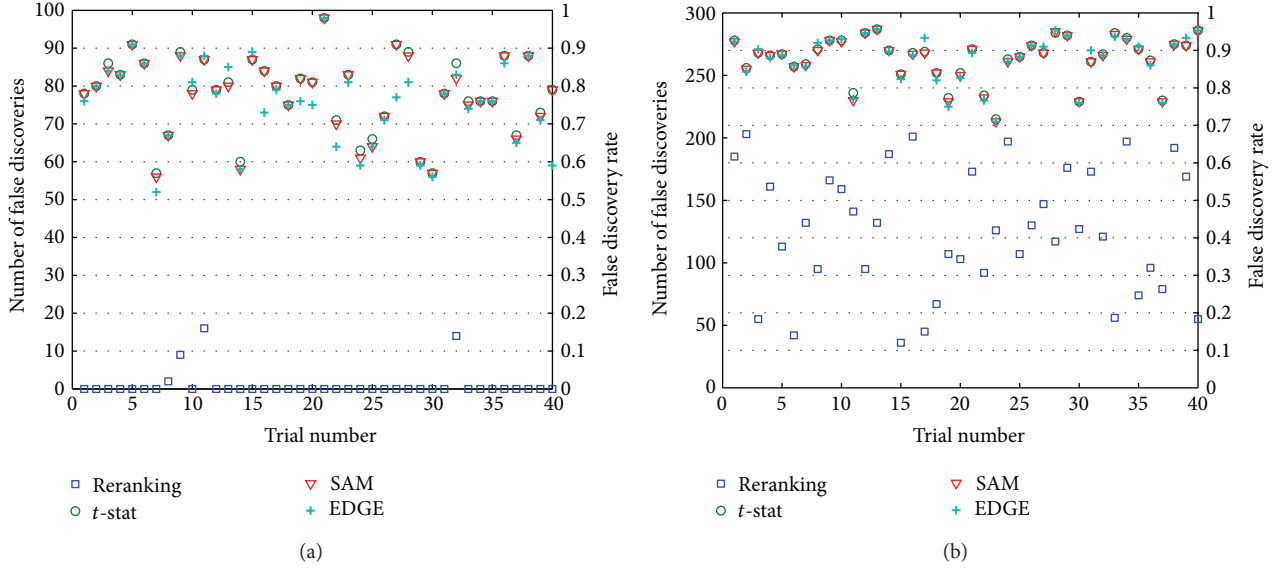 100
90
80
70
60
50
40
30
20
10
0
Number of false discoveries
1
0.9
0.8
0.7
0.6
0.5
0.4
0.3
0.2
0.1
0
False discovery rate
0 5 10 15 20 25 30 35 40
Trial number
Reranking
t-stat
SAM
EDGE
(a)
300
250
200
150
100
50
0
Number of false discoveries
1
0.9
0.8
0.7
0.6
0.5
0.4
0.3
0.2
0.1
0
False discovery rate
0 5 10 15 20 25 30 35 40
Trial number
Reranking
t-stat
SAM
EDGE
(b)